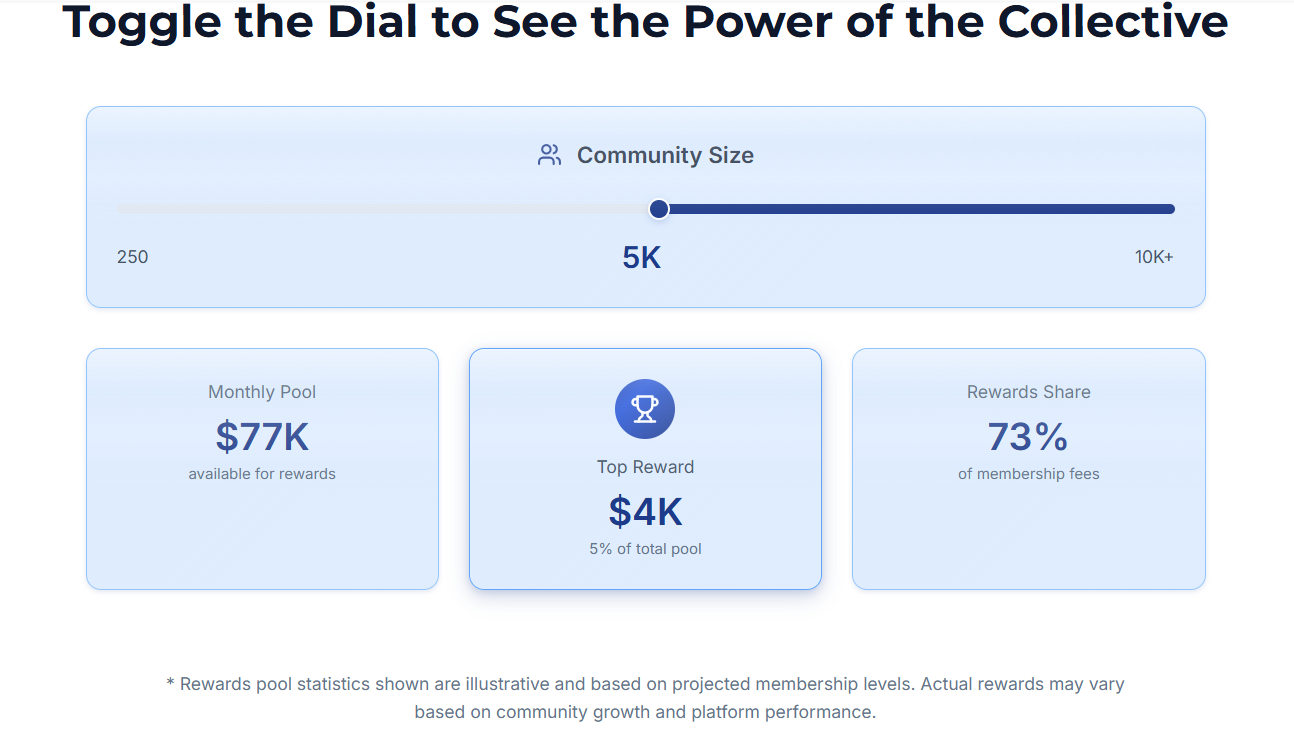 Toggle the Dial to See the Power of the Collective
Community Size
250
5K
10K+
Monthly Pool
$77K
available for rewards
Top Reward
$4K
5% of total pool
Rewards Share
73%
of membership fees
* Rewards pool statistics shown are illustrative and based on projected membership levels. Actual rewards may vary
based on community growth and platform performance.